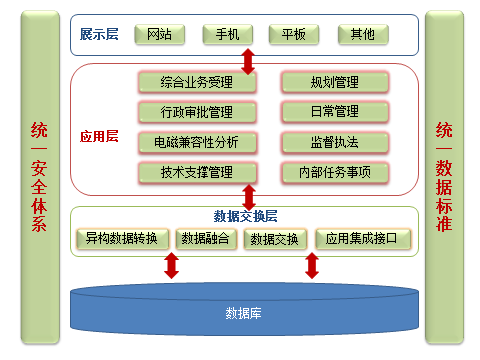 统一安全体系
展示层
网站
手机
平板
其他
应用层
综合业务受理
规划管理
行政审批管理
日常管理
电磁兼容性分析
监督执法
技术支撑管理
内部任务事项
数据交换层
异构数据转换
数据融合
数据交换
应用集成接口
数据库
统一数据标准